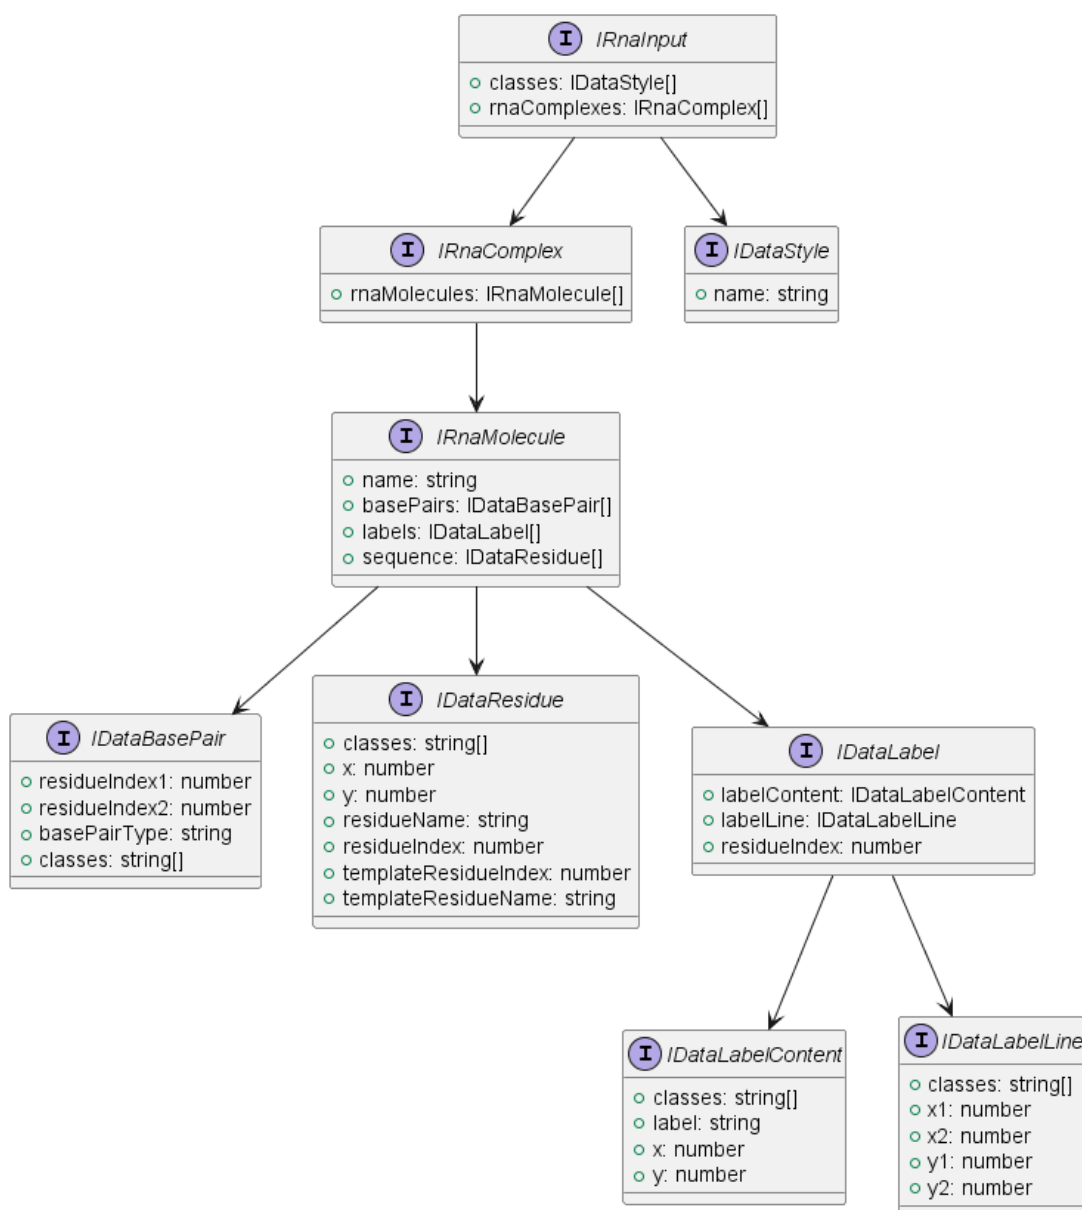 I IRnaInput
classes: IDataStyle[]
rnaComplexes: IRnaComplex[]
I IRnaComplex
rnaMolecules: IRnaMolecule[]
I IDataStyle
name: string
I IRnaMolecule
name: string
basePairs: IDataBasePair[]
labels: IDataLabel[]
sequence: IDataResidue[]
I IDataBasePair
residueIndex1: number
residueIndex2: number
basePairType: string
classes: string[]
I IDataResidue
classes: string[]
x: number
y: number
residueName: string
residueIndex: number
templateResidueIndex: number
templateResidueName: string
I IDataLabel
labelContent: IDataLabelContent
labelLine: IDataLabelLine
residueIndex: number
I IDataLabelContent
classes: string[]
label: string
x: number
y: number
I IDataLabelLine
classes: string[]
x1: number
x2: number
y1: number
y2: number